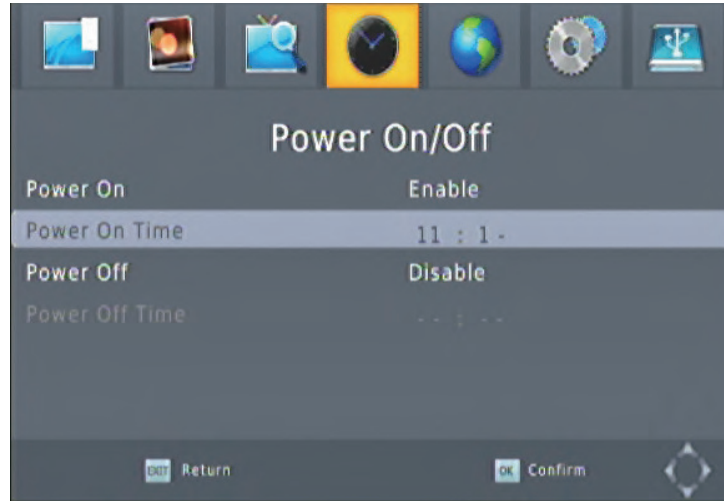 Power On/Off
Power On Enable
Power On Time 11 : 1 -
Power Off Disable
Power Off Time - - : - -
EXIT Return OK Confirm